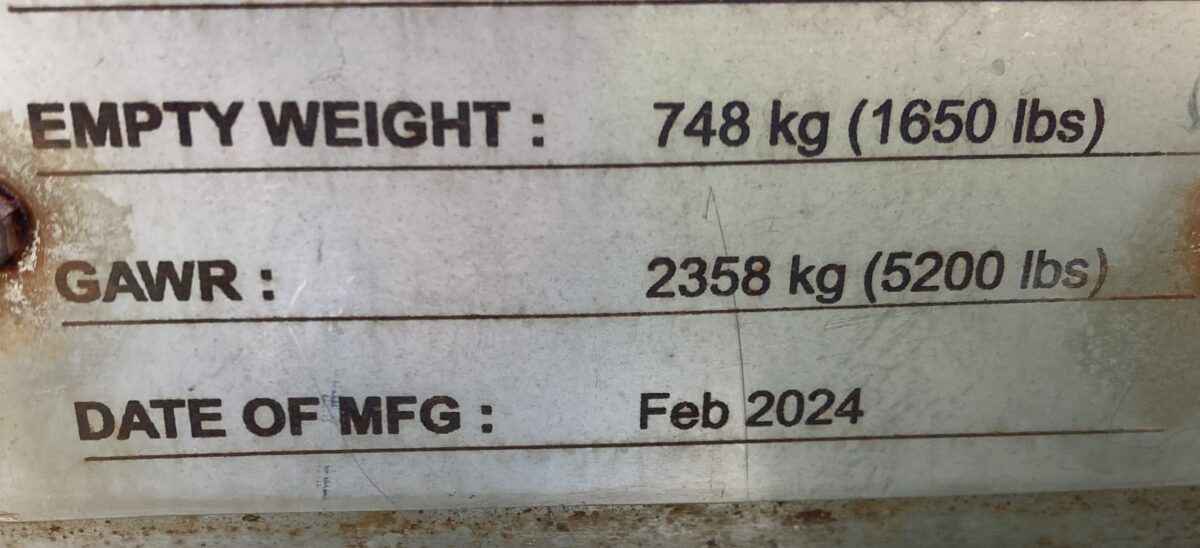 EMPTY WEIGHT : 748 kg (1650 lbs)
GAWR : 2358 kg (5200 lbs)
DATE OF MFG : Feb 2024